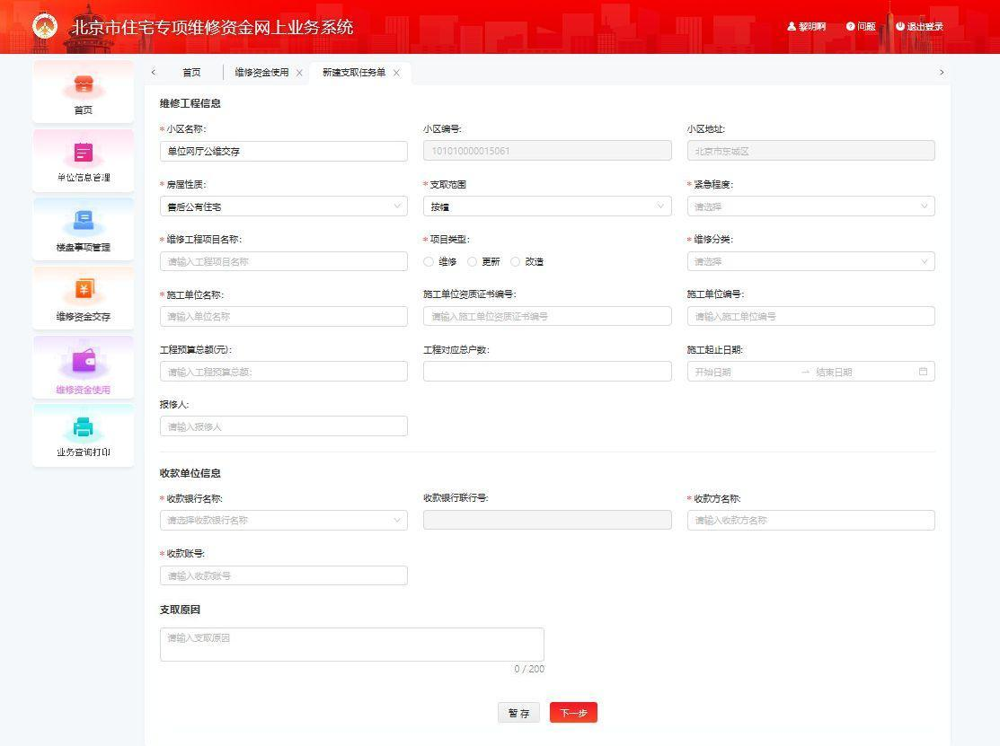 北京市住宅专项维修资金网上业务系统
黎明啊 问题 退出登录
首页 维修资金使用 新建支取任务单
首页
单位信息管理
楼盘事项管理
维修资金交存
维修资金使用
业务查询打印
维修工程信息
* 小区名称: 小区编号: 小区地址:
单位网厅公维交存 101010000015061 北京市东城区
* 房屋性质: * 支取范围 * 紧急程度:
售后公有住宅 按幢 请选择
* 维修工程项目名称: * 项目类型: * 维修分类:
请输入工程项目名称 维修 更新 改造 请选择
* 施工单位名称: 施工单位资质证书编号: 施工单位编号:
请输入单位名称 请输入施工单位资质证书编号 请输入施工单位编号
工程预算总额(元): 工程对应总户数: 施工起止日期:
请输入工程预算总额: 开始日期 → 结束日期
报修人:
请输入报修人
收款单位信息
* 收款银行名称: 收款银行联行号: * 收款方名称:
请选择收款银行名称 请输入收款方名称
* 收款账号:
请输入收款账号
支取原因
请输入支取原因
0 / 200
暂 存 下一步